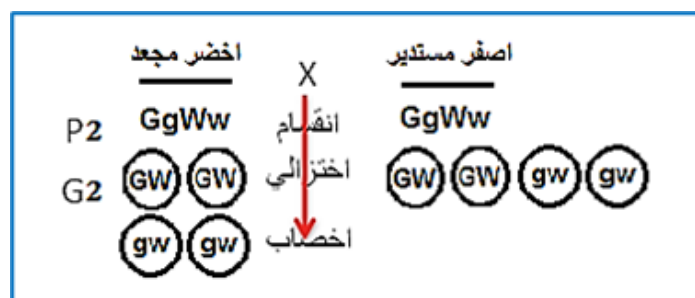 اخضر مجعد X اصفر مستدير
P2 GgWw انقسام GgWw
G2 GW GW اختزالي GW GW gw gw
gw gw اخصاب